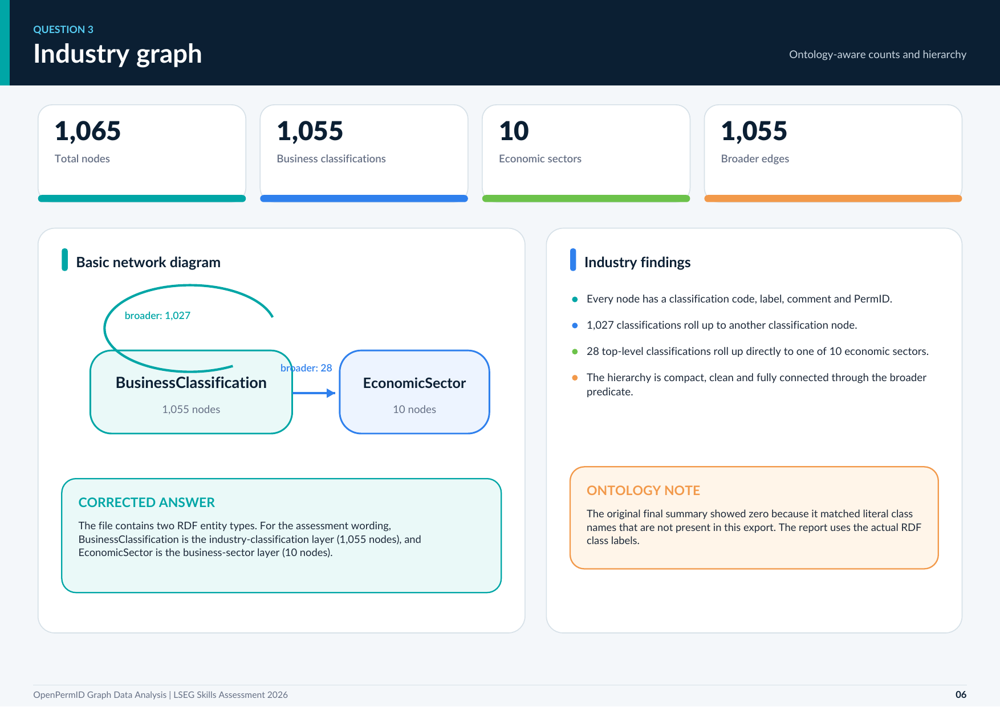 QUESTION 3
Industry graph
Ontology-aware counts and hierarchy
1,065
Total nodes
1,055
Business classifications
10
Economic sectors
1,055
Broader edges
Basic network diagram
broader: 1,027
broader: 28
BusinessClassification
1,055 nodes
EconomicSector
10 nodes
CORRECTED ANSWER
The file contains two RDF entity types. For the assessment wording,
BusinessClassification is the industry-classification layer (1,055 nodes), and
EconomicSector is the business-sector layer (10 nodes).
Industry findings
Every node has a classification code, label, comment and PermID.
1,027 classifications roll up to another classification node.
28 top-level classifications roll up directly to one of 10 economic sectors.
The hierarchy is compact, clean and fully connected through the broader
predicate.
ONTOLOGY NOTE
The original final summary showed zero because it matched literal class
names that are not present in this export. The report uses the actual RDF
class labels.
OpenPermID Graph Data Analysis | LSEG Skills Assessment 2026
06